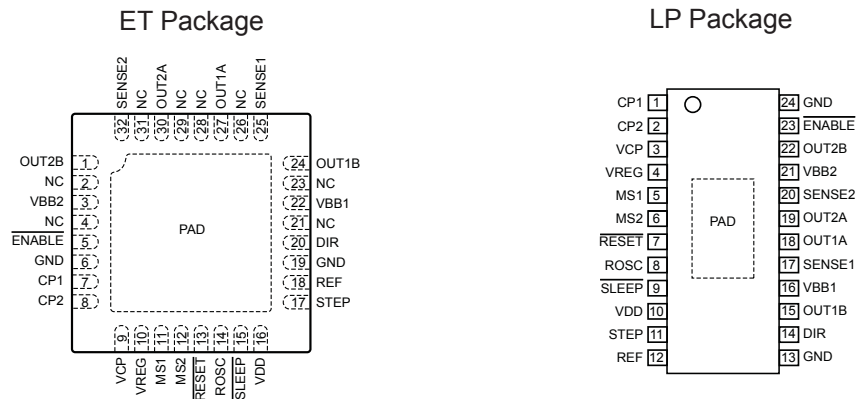 ET Package
LP Package
SENSE2
NC
OUT2A
NC
NC
OUT1A
NC
SENSE1
32
31
30
29
28
27
26
25
OUT2B 1
NC 2
VBB2 3
NC 4
ENABLE 5
GND 6
CP1 7
CP2 8
PAD
24 OUT1B
23 NC
22 VBB1
21 NC
20 DIR
19 GND
18 REF
17 STEP
9
10
11
12
13
14
15
16
VCP
VREG
MS1
MS2
RESET
ROSC
SLEEP
VDD
CP1 1
CP2 2
VCP 3
VREG 4
MS1 5
MS2 6
RESET 7
ROSC 8
SLEEP 9
VDD 10
STEP 11
REF 12
PAD
24 GND
23 ENABLE
22 OUT2B
21 VBB2
20 SENSE2
19 OUT2A
18 OUT1A
17 SENSE1
16 VBB1
15 OUT1B
14 DIR
13 GND